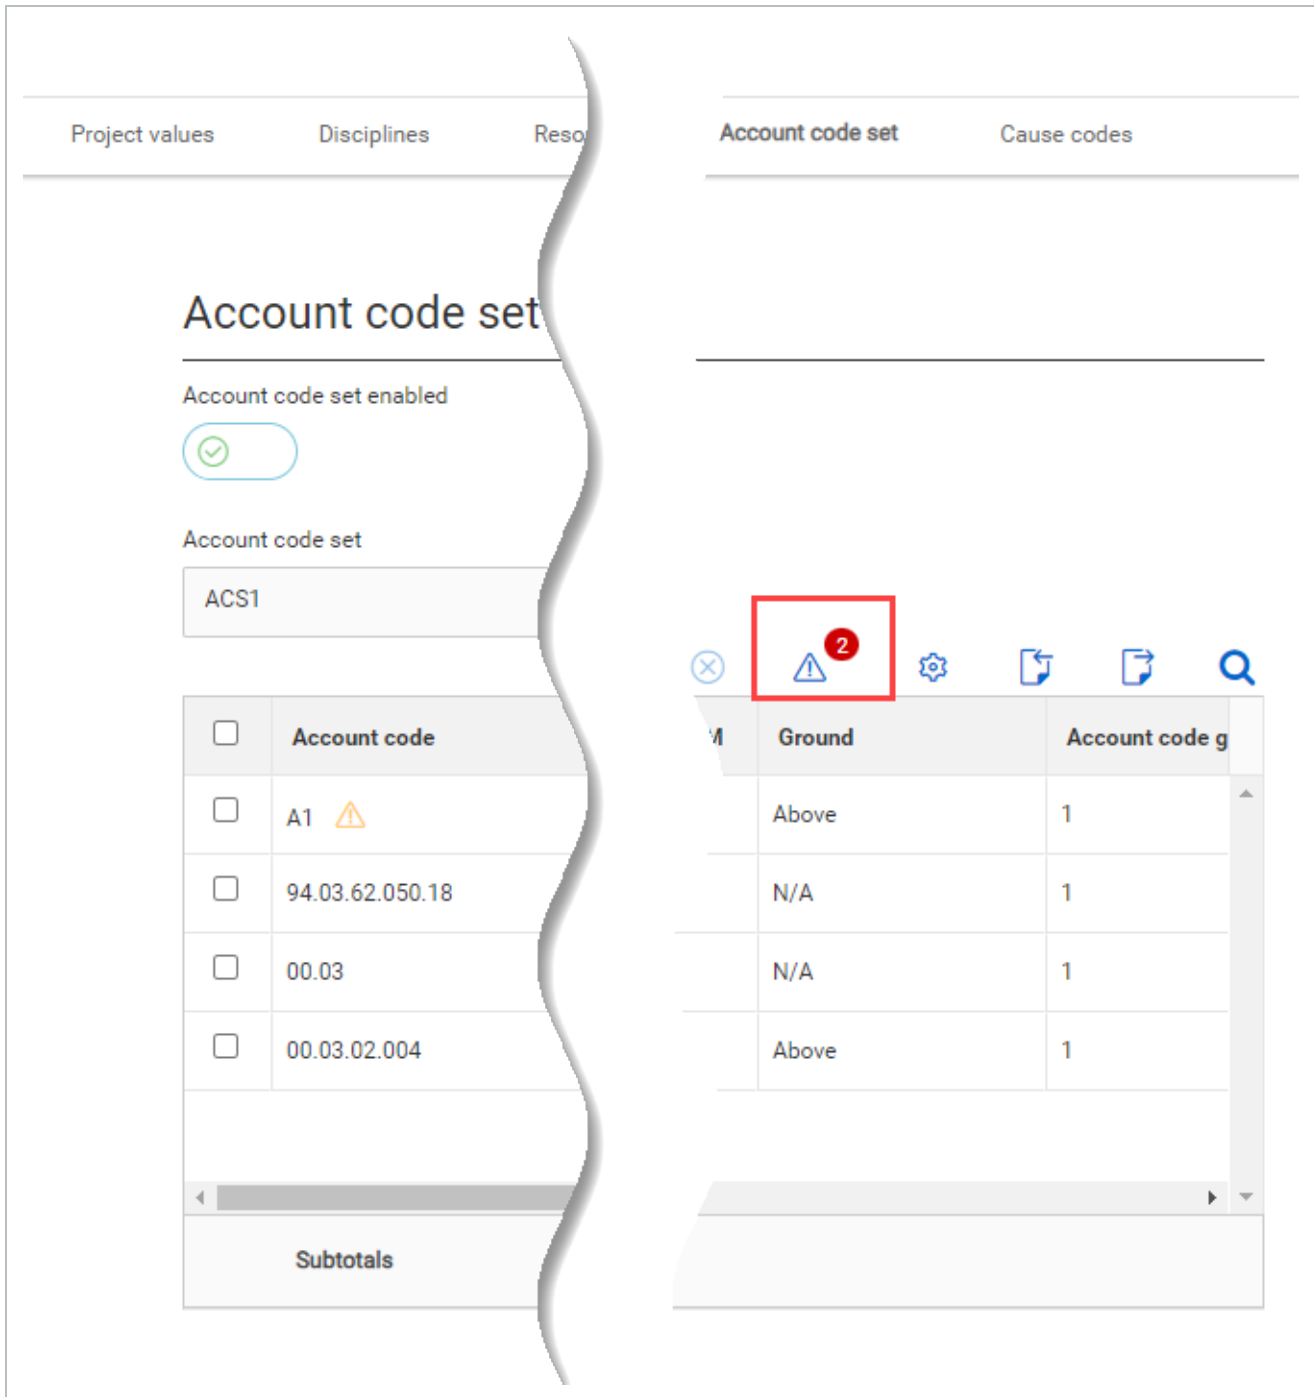 Project values Disciplines Account code set Cause codes
Account code set
Account code set enabled
Account code set
ACS1
2
Account code Ground Account code g
A1 Above 1
94.03.62.050.18 N/A 1
00.03 N/A 1
00.03.02.004 Above 1
Subtotals